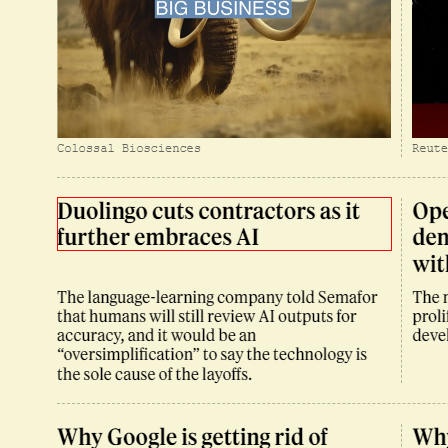 BIG BUSINESS
Colossal Biosciences
Reute
Duolingo cuts contractors as it
further embraces AI
The language-learning company told Semafor
that humans will still review AI outputs for
accuracy, and it would be an
“oversimplification” to say the technology is
the sole cause of the layoffs.
Ope
den
wit
The r
proli
devel
Why Google is getting rid of
Why